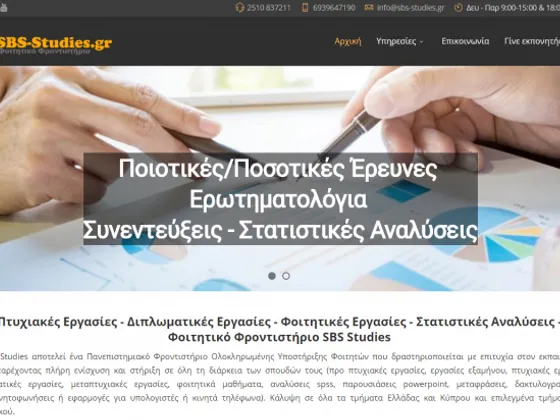 2510 837211 6939647190 info@sbs-studies.gr Δευ - Παρ 9:00-15:00 & 18:0
SBS-Studies.gr
Φοιτητικό Φροντιστήριο
Αρχική Υπηρεσίες Επικοινωνία Γίνε εκπονητής
Ποιοτικές/Ποσοτικές Έρευνες
Ερωτηματολόγια
Συνεντεύξεις - Στατιστικές Αναλύσεις
Πτυχιακές Εργασίες - Διπλωματικές Εργασίες - Φοιτητικές Εργασίες - Στατιστικές Αναλύσεις -
Φοιτητικό Φροντιστήριο SBS Studies
Studies αποτελεί ένα Πανεπιστημιακό Φροντιστήριο Ολοκληρωμένης Υποστήριξης Φοιτητών που δραστηριοποιείται με επιτυχία στον εκπαι
παρέχοντας πλήρη ενίσχυση και στήριξη σε όλη τη διάρκεια των σπουδών τους (προ πτυχιακές εργασίες, εργασίες εξαμήνου, πτυχιακές ερ
ατικές εργασίες, μεταπτυχιακές εργασίες, φοιτητικά μαθήματα, αναλύσεις spss, παρουσιάσεις powerpoint, μεταφράσεις, δακτυλογρα
νητοφωνήσεις ή εφαρμογές για υπολογιστές ή κινητά τηλέφωνα). Κάλυψη σε όλα τα τμήματα Ελλάδας και Κύπρου και επιλεγμένα τμήμα
κού.